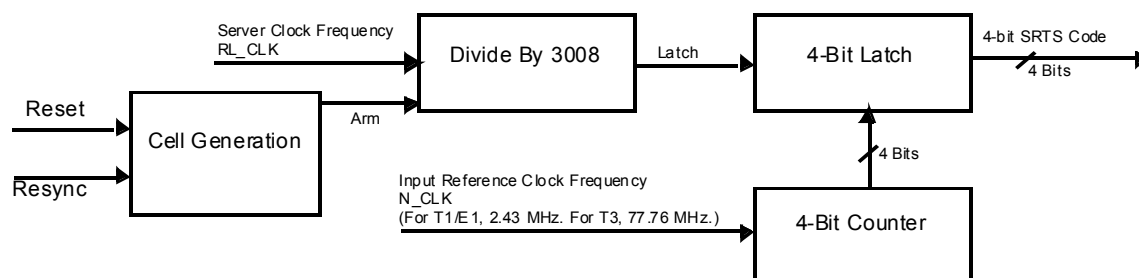 Server Clock Frequency
RL_CLK
Divide By 3008
Latch
4-Bit Latch
4-bit SRTS Code
4 Bits
Reset
Resync
Cell Generation
Arm
4 Bits
Input Reference Clock Frequency
N_CLK
(For T1/E1, 2.43 MHz. For T3, 77.76 MHz.)
4-Bit Counter